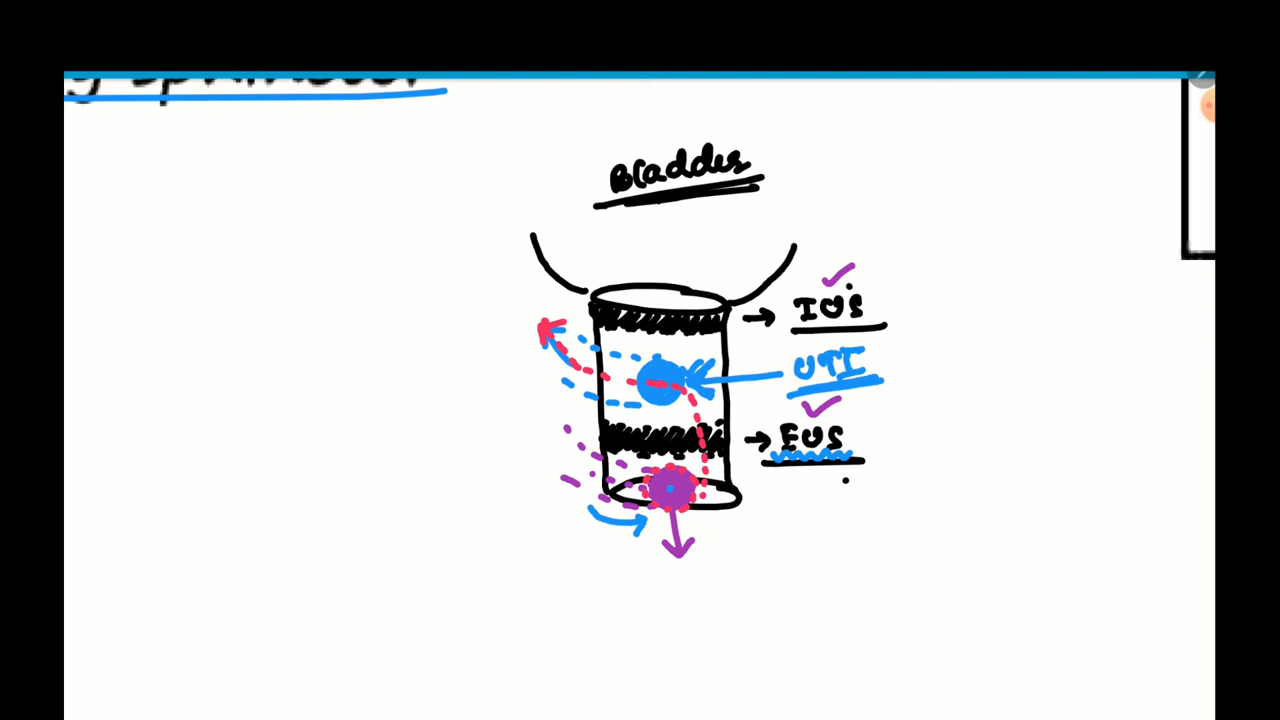 Bladder
→ IUS
UTI
→ EUS